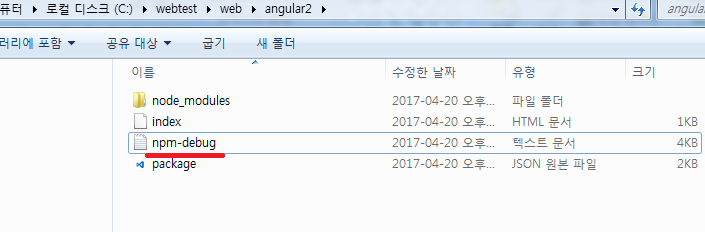 퓨터 ▸ 로컬 디스크 (C:) ▸ webtest ▸ web ▸ angular2 ▸
angular
러리에 포함 ▾ 공유 대상 ▾ 굽기 새 폴더
이름 수정한 날짜 유형 크기
node_modules 2017-04-20 오후... 파일 폴더
index 2017-04-20 오후... HTML 문서 1KB
npm-debug 2017-04-20 오후... 텍스트 문서 4KB
package 2017-04-20 오후... JSON 원본 파일 2KB